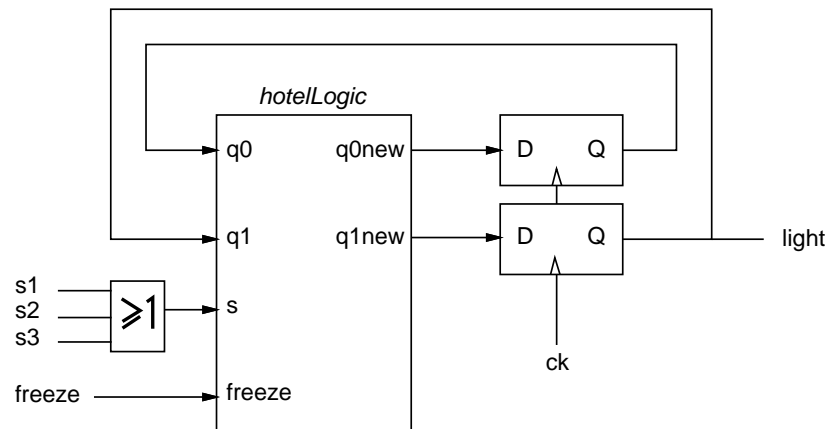 hotelLogic
q0 q0new D Q
q1 q1new D Q light
s1
s2 ⩾1 s
s3
ck
freeze freeze